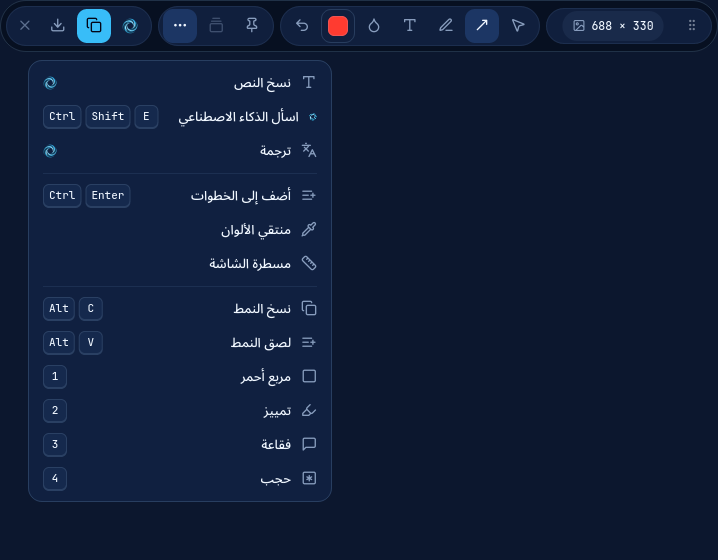 688 × 330
نسخ النص
اسأل الذكاء الاصطناعي Ctrl Shift E
ترجمة
أضف إلى الخطوات Ctrl Enter
منتقي الألوان
مسطرة الشاشة
نسخ النمط Alt C
لصق النمط Alt V
مربع أحمر 1
تمييز 2
فقاعة 3
حجب 4